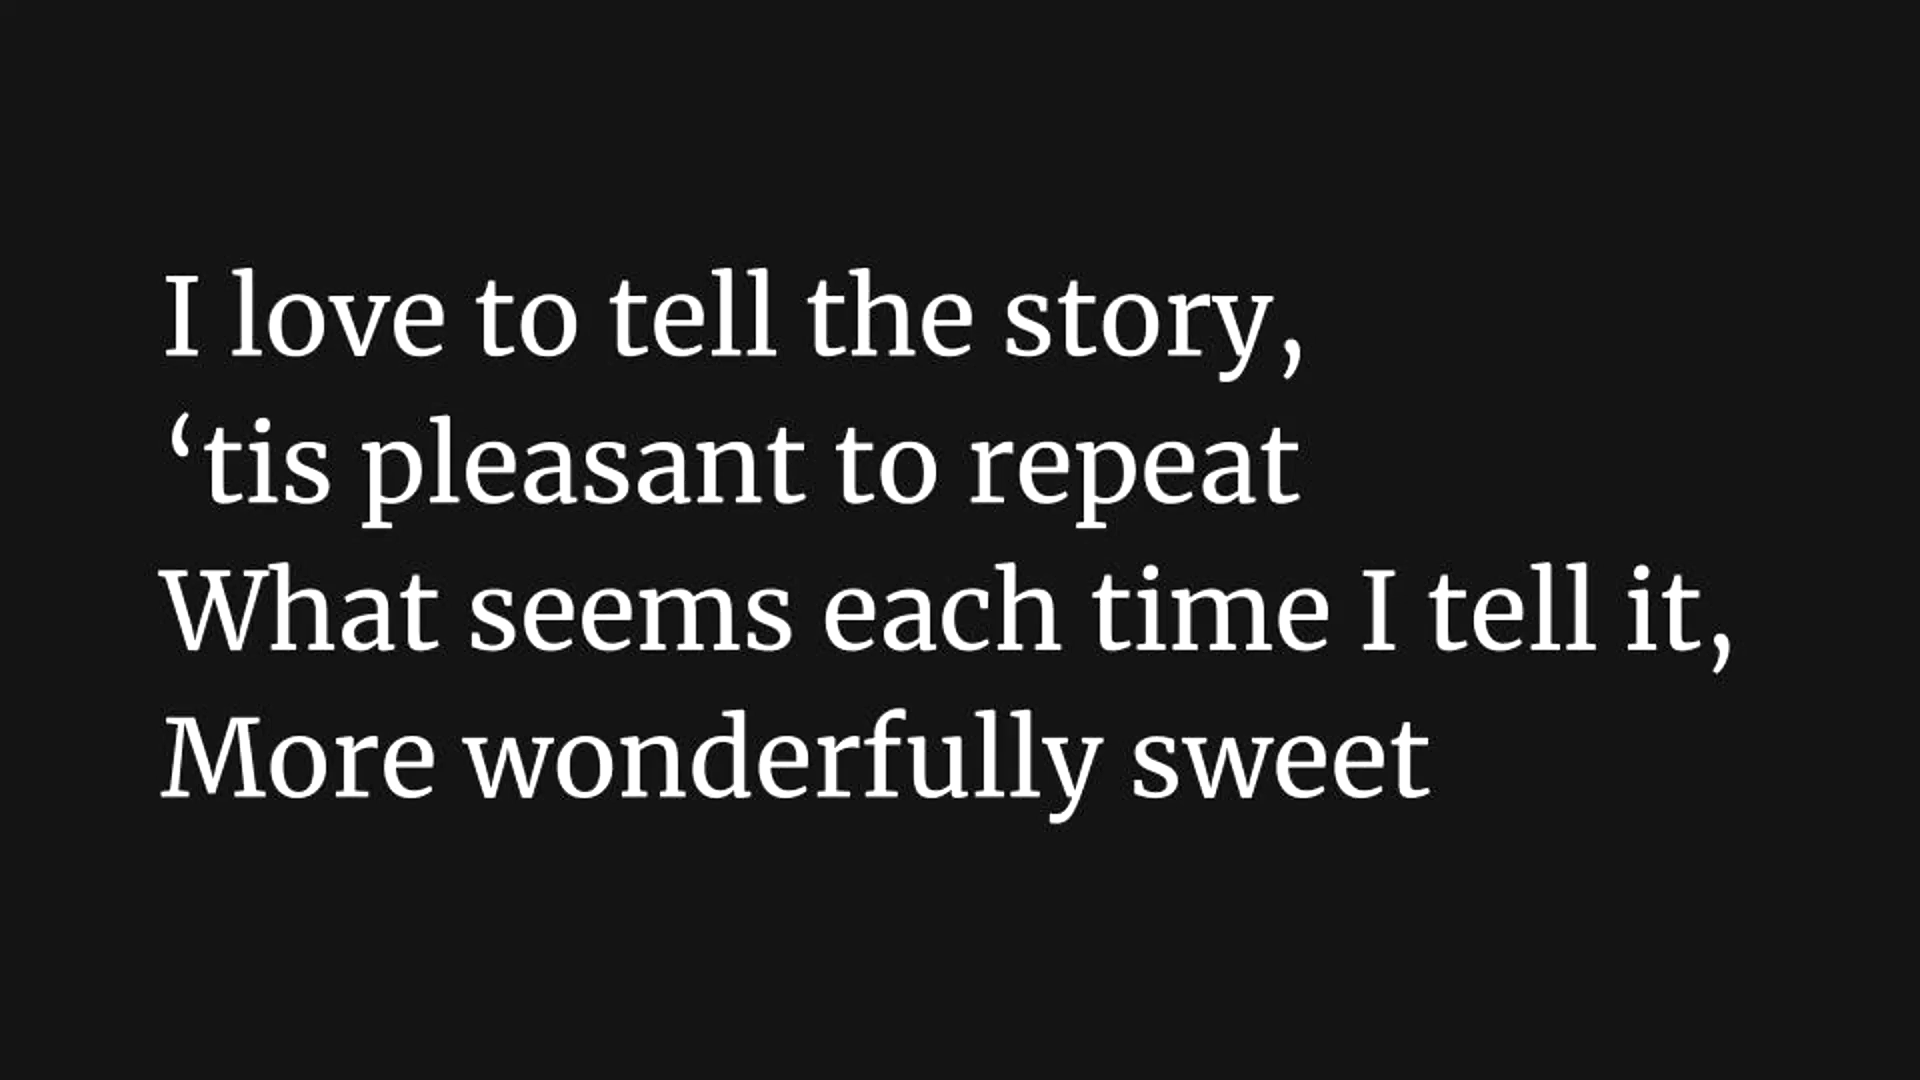 I love to tell the story,
‘tis pleasant to repeat
What seems each time I tell it,
More wonderfully sweet